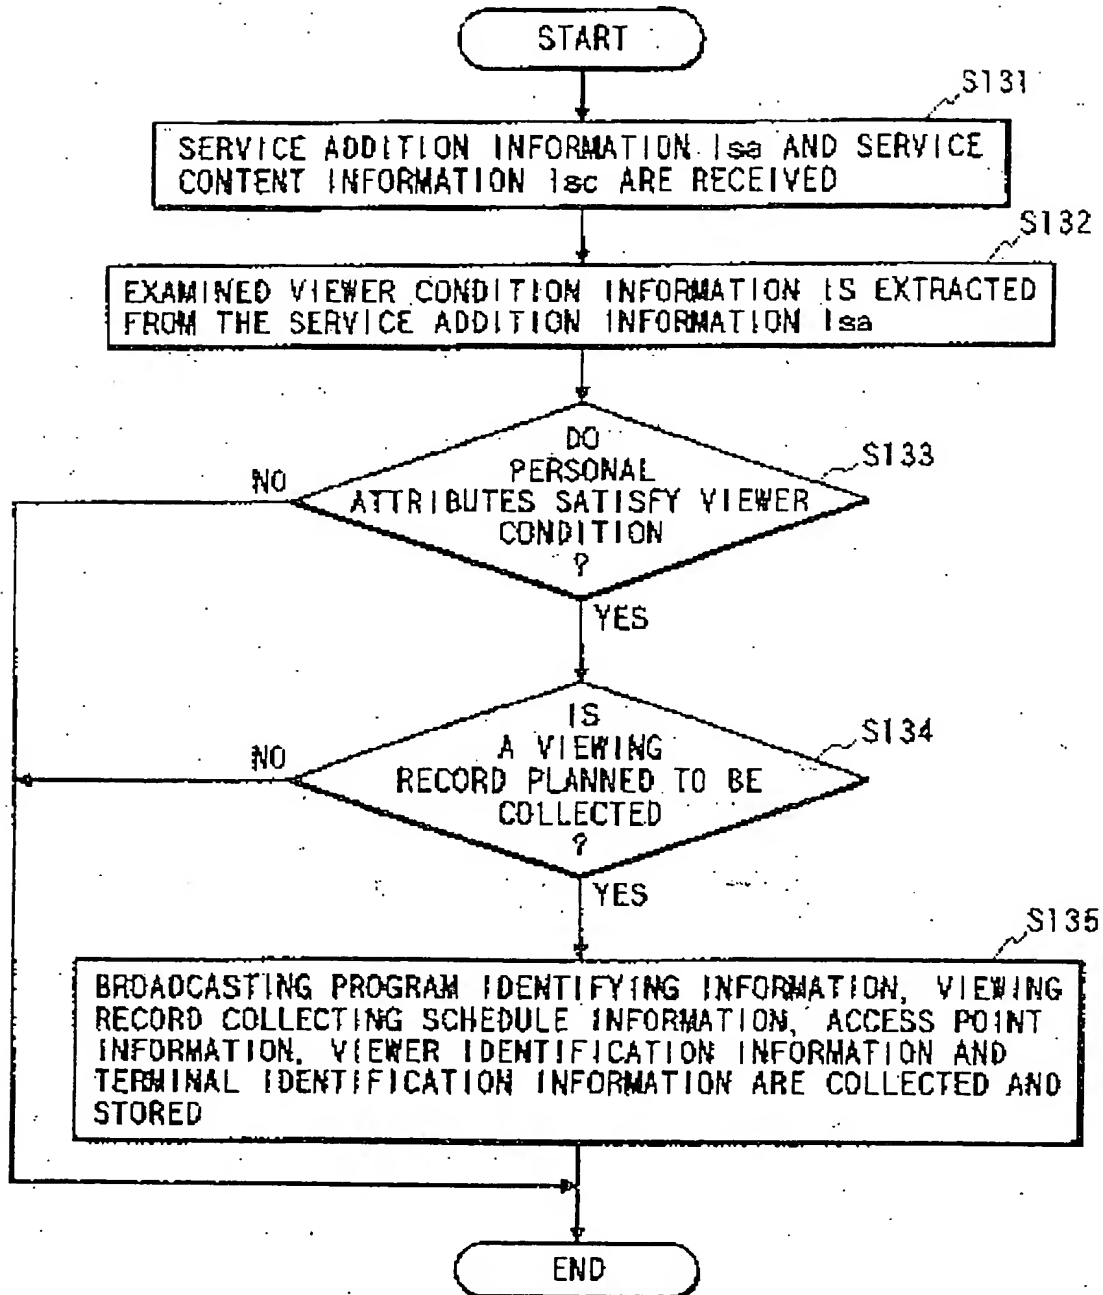 START
S131
SERVICE ADDITION INFORMATION Isa AND SERVICE
CONTENT INFORMATION Isc ARE RECEIVED
S132
EXAMINED VIEWER CONDITION INFORMATION IS EXTRACTED
FROM THE SERVICE ADDITION INFORMATION Isa
DO
PERSONAL
ATTRIBUTES SATISFY VIEWER
CONDITION
?
S133
NO
YES
IS
A VIEWING
RECORD PLANNED TO BE
COLLECTED
?
S134
NO
YES
S135
BROADCASTING PROGRAM IDENTIFYING INFORMATION, VIEWING
RECORD COLLECTING SCHEDULE INFORMATION, ACCESS POINT
INFORMATION, VIEWER IDENTIFICATION INFORMATION AND
TERMINAL IDENTIFICATION INFORMATION ARE COLLECTED AND
STORED
END